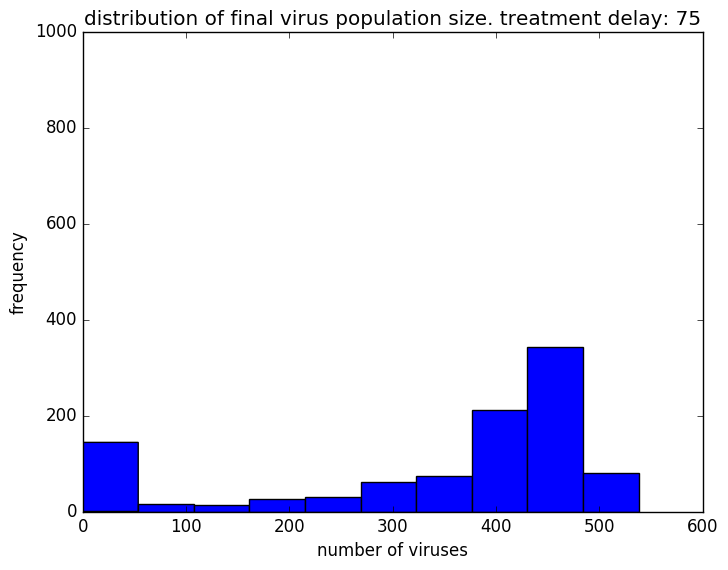 distribution of final virus population size. treatment delay: 75
1000
800
600
400
200
0
0 100 200 300 400 500 600
frequency
number of viruses